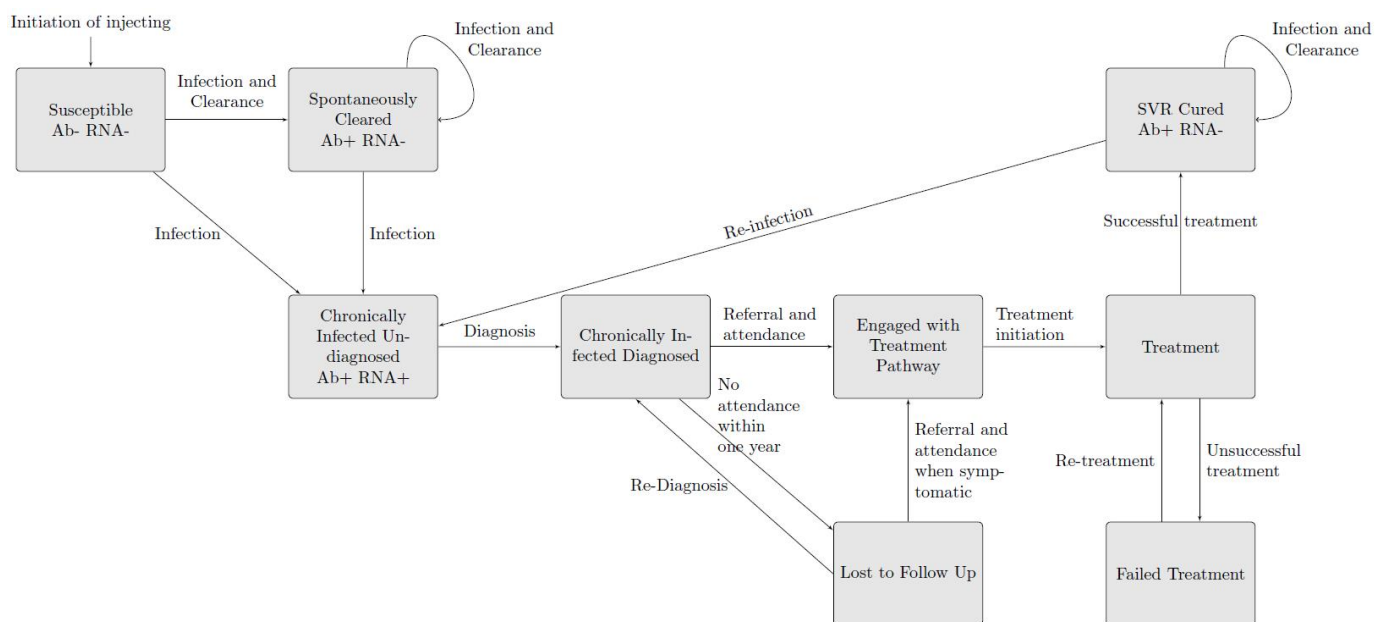 Initiation of injecting
Susceptible
Ab- RNA-
Infection and
Clearance
Spontaneously
Cleared
Ab+ RNA-
Infection and
Clearance
SVR Cured
Ab+ RNA-
Infection and
Clearance
Infection
Infection
Re-infection
Successful treatment
Chronically
Infected Un-
diagnosed
Ab+ RNA+
Diagnosis
Chronically In-
fected Diagnosed
Referral and
attendance
Engaged with
Treatment
Pathway
Treatment
initiation
Treatment
No
attendance
within
one year
Re-Diagnosis
Referral and
attendance
when symp-
tomatic
Re-treatment
Unsuccessful
treatment
Lost to Follow Up
Failed Treatment